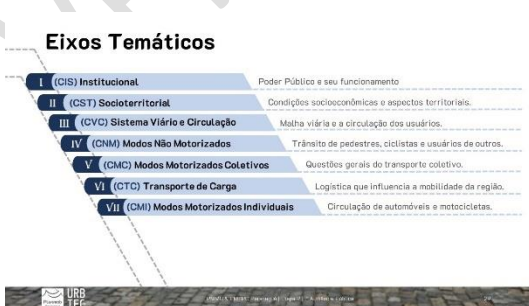 Eixos Temáticos
I (CIS) Institucional Poder Público e seu funcionamento
II (CST) Socioterritorial Condições socioeconômicas e aspectos territoriais.
III (CVC) Sistema Viário e Circulação Malha viária e a circulação dos usuários.
IV (CNM) Modos Não Motorizados Trânsito de pedestres, ciclistas e usuários de outros.
V (CMC) Modos Motorizados Coletivos Questões gerais do transporte coletivo.
VI (CTC) Transporte de Carga Logística que influencia a mobilidade da região.
VII (CMI) Modos Motorizados Individuais Circulação de automóveis e motocicletas.
URB
TEC